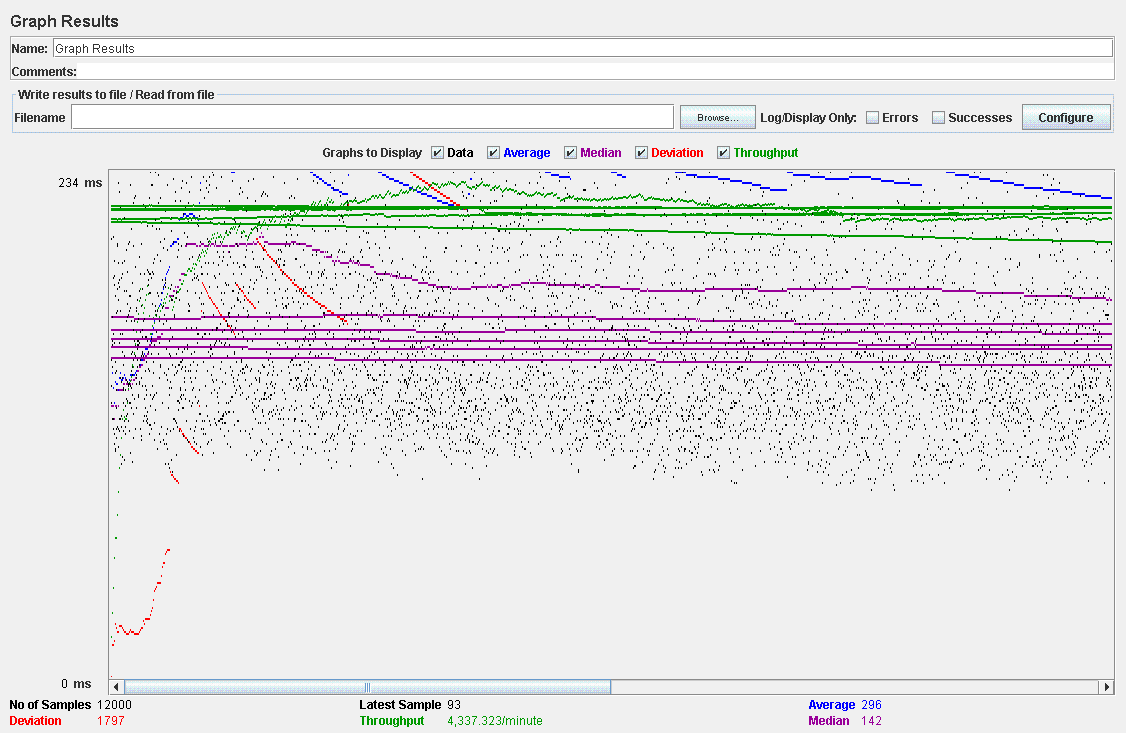 Graph Results
Name: Graph Results
Comments:
Write results to file / Read from file
Filename Browse... Log/Display Only: Errors Successes Configure
Graphs to Display Data Average Median Deviation Throughput
234 ms
0 ms
No of Samples 12000 Latest Sample 93 Average 296
Deviation 1797 Throughput 4,337.323/minute Median 142